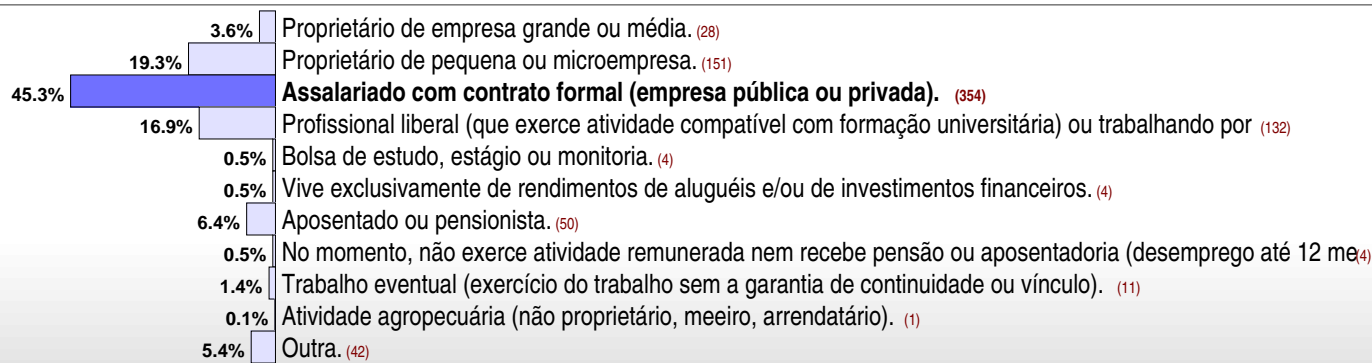 3.6% Proprietário de empresa grande ou média. (28)
19.3% Proprietário de pequena ou microempresa. (151)
45.3% Assalariado com contrato formal (empresa pública ou privada). (354)
16.9% Profissional liberal (que exerce atividade compatível com formação universitária) ou trabalhando por (132)
0.5% Bolsa de estudo, estágio ou monitoria. (4)
0.5% Vive exclusivamente de rendimentos de aluguéis e/ou de investimentos financeiros. (4)
6.4% Aposentado ou pensionista. (50)
0.5% No momento, não exerce atividade remunerada nem recebe pensão ou aposentadoria (desemprego até 12 me(4)
1.4% Trabalho eventual (exercício do trabalho sem a garantia de continuidade ou vínculo). (11)
0.1% Atividade agropecuária (não proprietário, meeiro, arrendatário). (1)
5.4% Outra. (42)